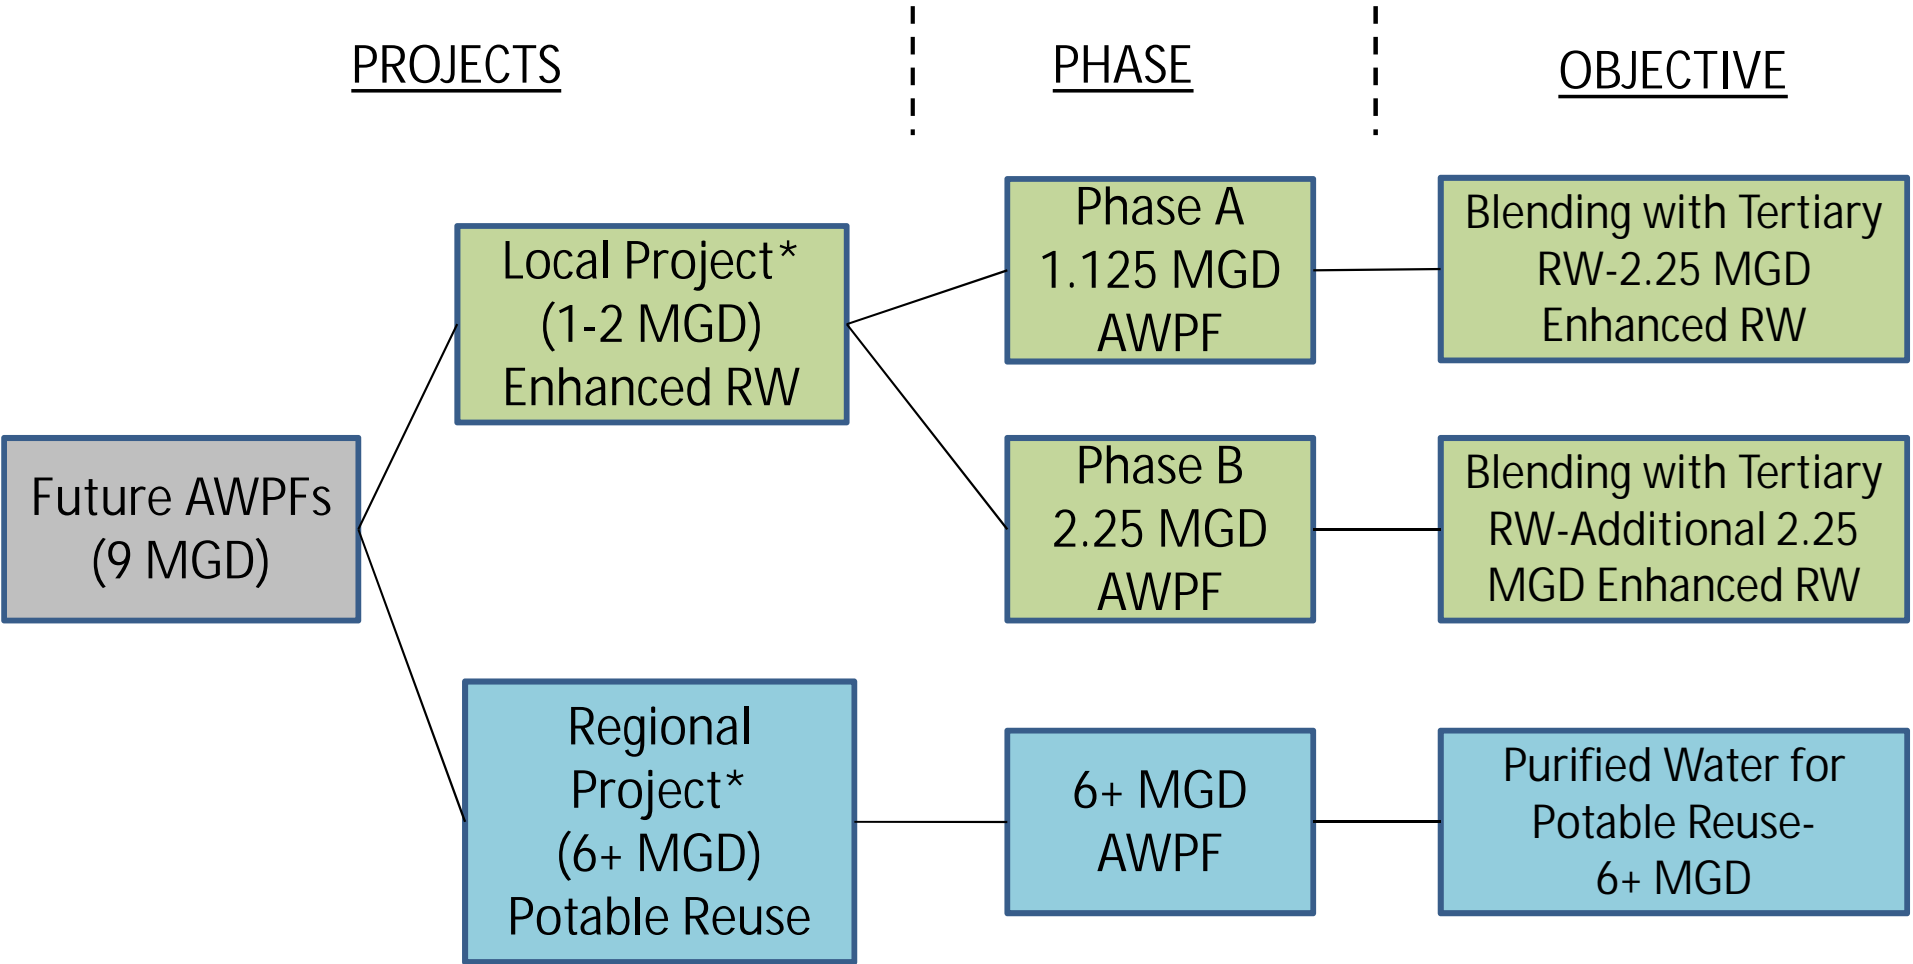 PROJECTS
PHASE
OBJECTIVE
Future AWPFs
(9 MGD)
Local Project*
(1-2 MGD)
Enhanced RW
Phase A
1.125 MGD
AWPF
Blending with Tertiary
RW-2.25 MGD
Enhanced RW
Phase B
2.25 MGD
AWPF
Blending with Tertiary
RW-Additional 2.25
MGD Enhanced RW
Regional
Project*
(6+ MGD)
Potable Reuse
6+ MGD
AWPF
Purified Water for
Potable Reuse-
6+ MGD